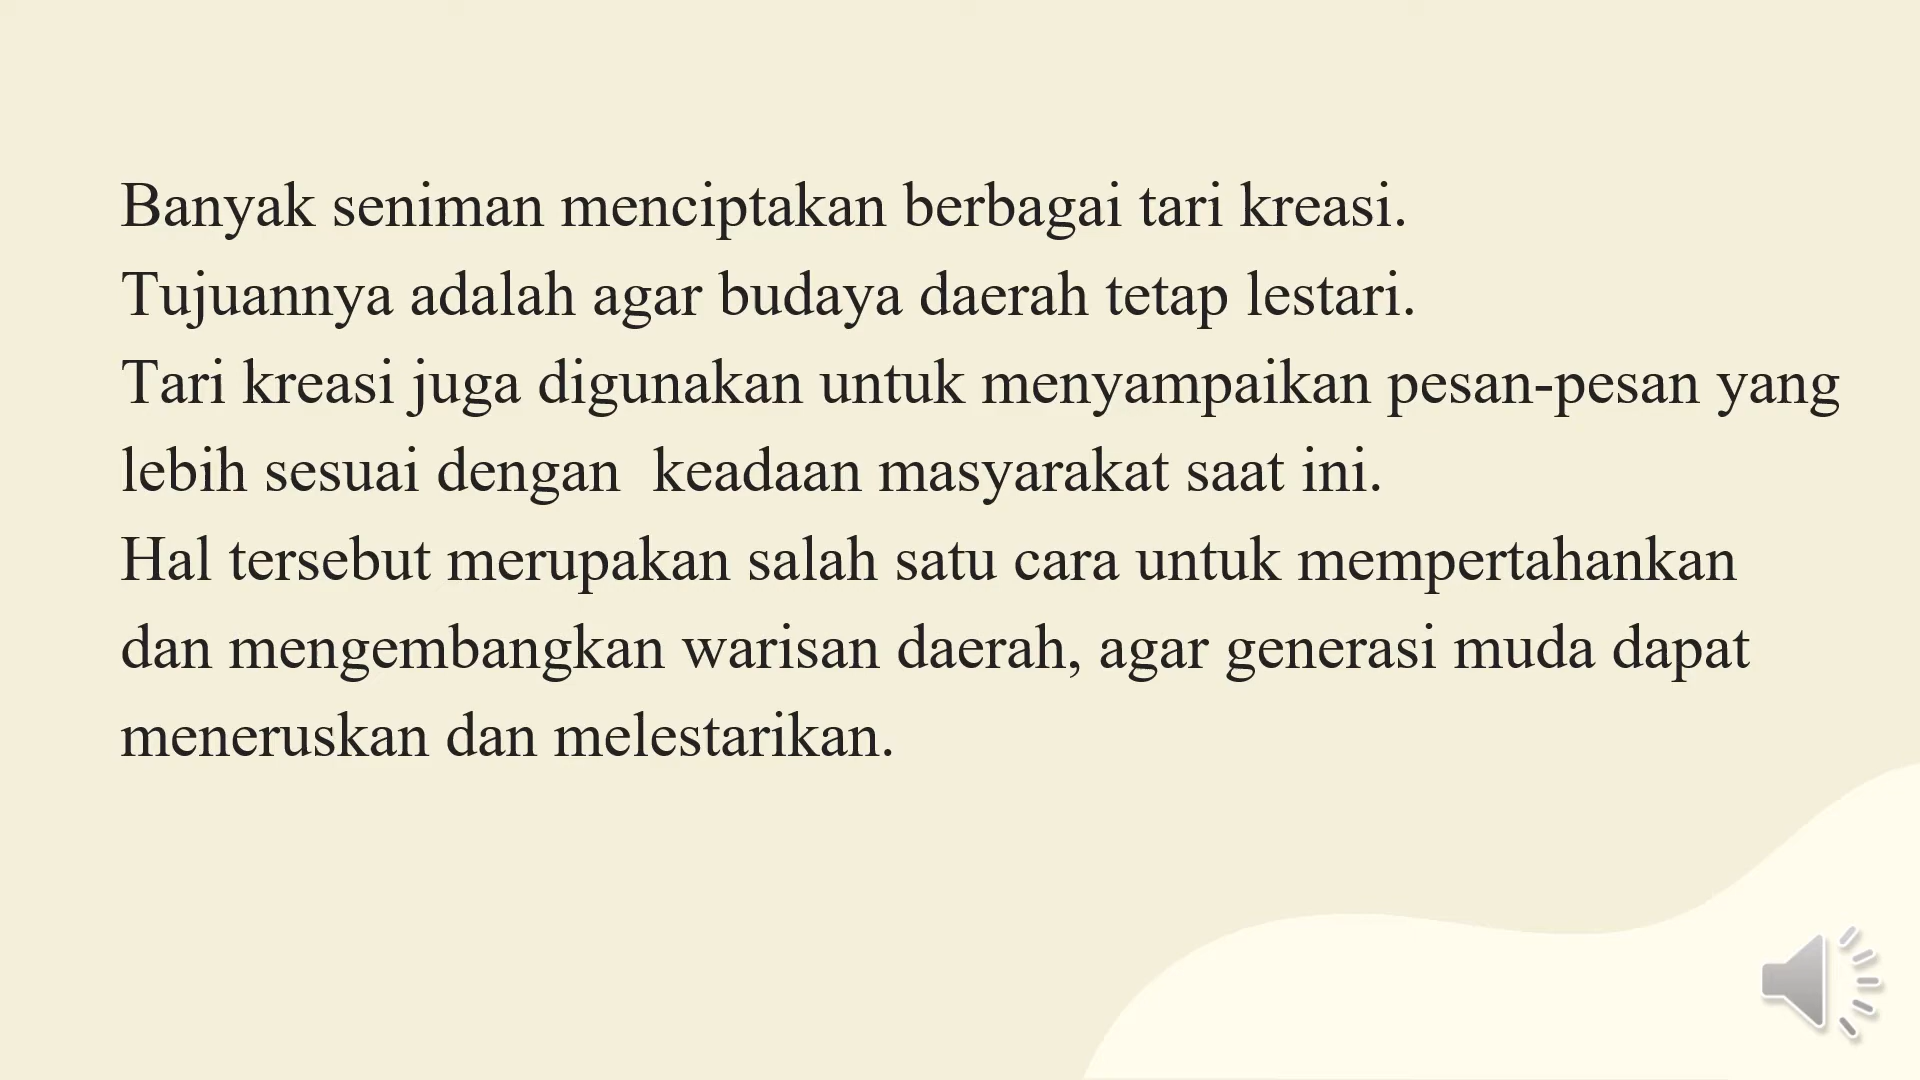 Banyak seniman menciptakan berbagai tari kreasi.
Tujuannya adalah agar budaya daerah tetap lestari.
Tari kreasi juga digunakan untuk menyampaikan pesan-pesan yang
lebih sesuai dengan  keadaan masyarakat saat ini.
Hal tersebut merupakan salah satu cara untuk mempertahankan
dan mengembangkan warisan daerah, agar generasi muda dapat
meneruskan dan melestarikan.